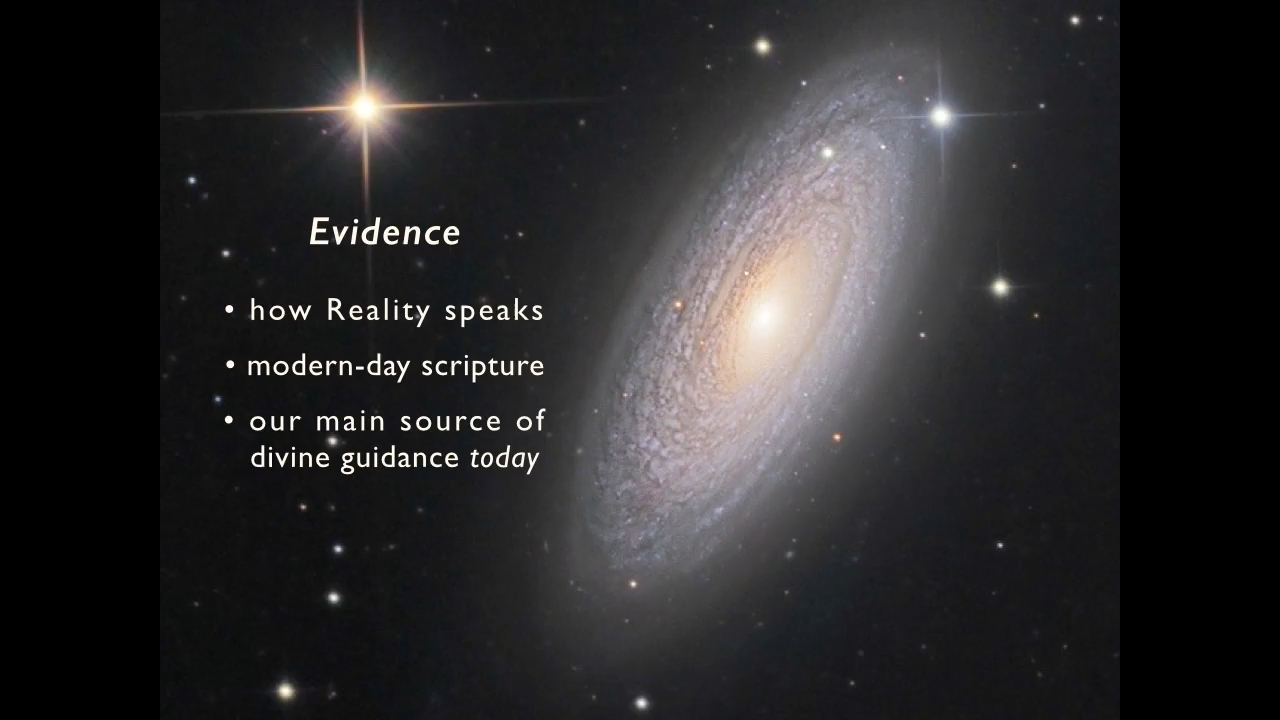 Evidence
• how Reality speaks
• modern-day scripture
• our main source of
divine guidance today